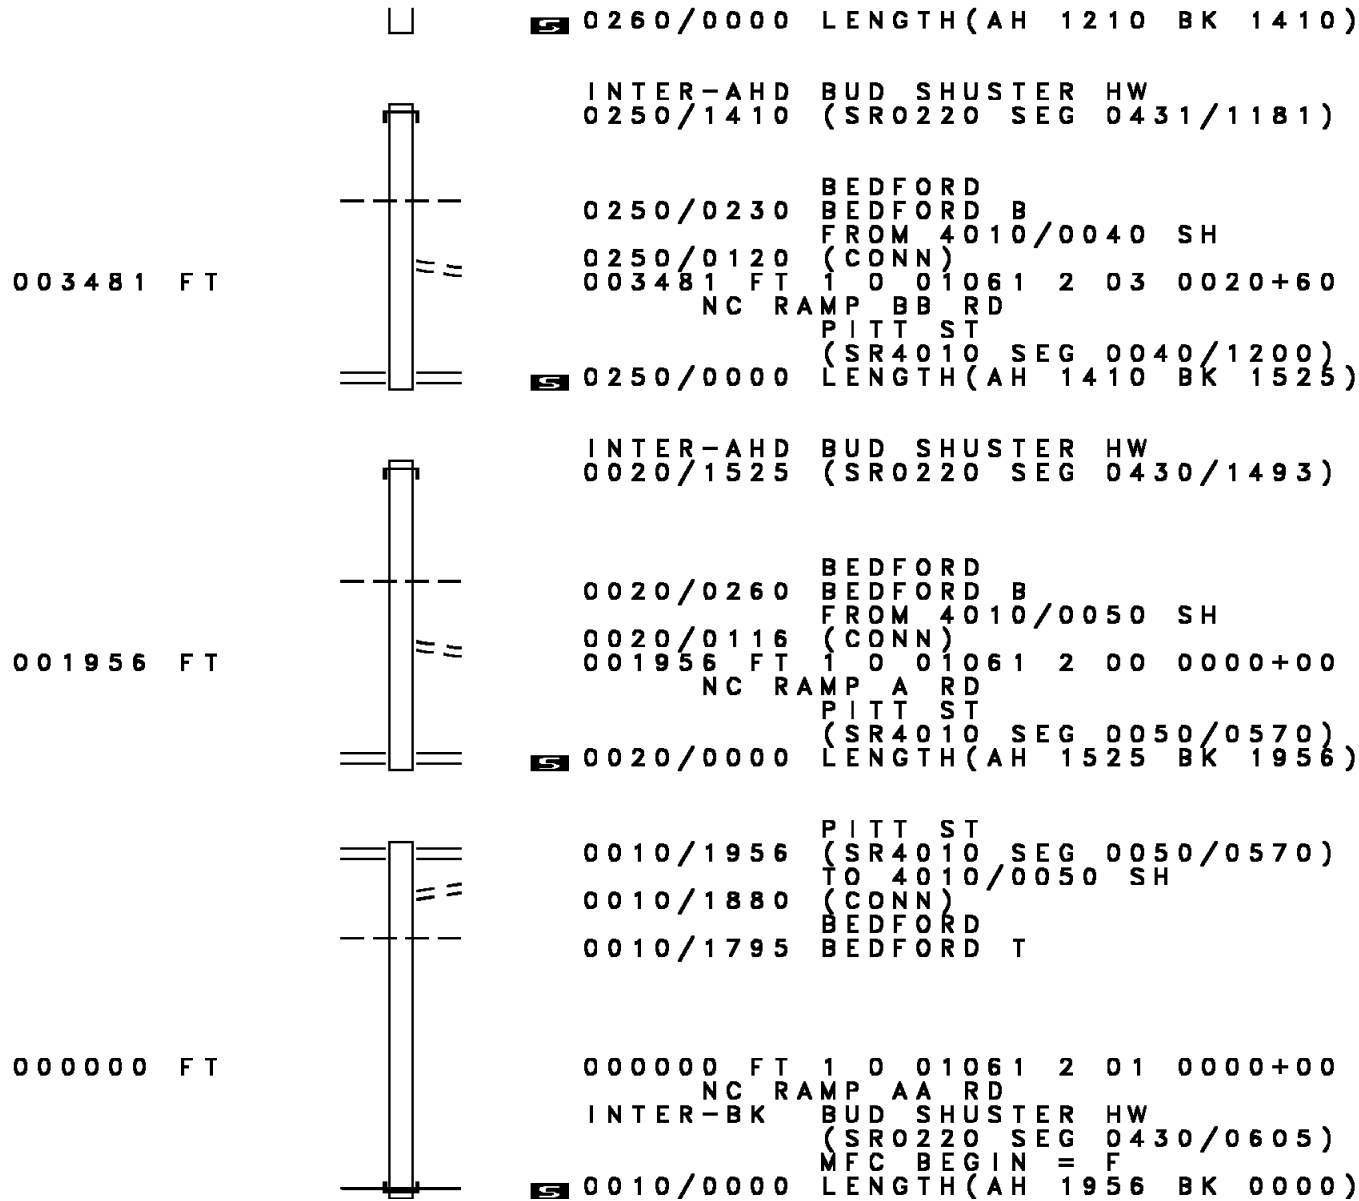 S 0260/0000 LENGTH(AH 1210 BK 1410)
INTER-AHD BUD SHUSTER HW
0250/1410 (SR0220 SEG 0431/1181)
BEDFORD
0250/0230 BEDFORD B
FROM 4010/0040 SH
0250/0120 (CONN)
003481 FT 003481 FT 1 0 01061 2 03 0020+60
NC RAMP BB RD
PITT ST
(SR4010 SEG 0040/1200)
S 0250/0000 LENGTH(AH 1410 BK 1525)
INTER-AHD BUD SHUSTER HW
0020/1525 (SR0220 SEG 0430/1493)
BEDFORD
0020/0260 BEDFORD B
FROM 4010/0050 SH
0020/0116 (CONN)
001956 FT 001956 FT 1 0 01061 2 00 0000+00
NC RAMP A RD
PITT ST
(SR4010 SEG 0050/0570)
S 0020/0000 LENGTH(AH 1525 BK 1956)
PITT ST
0010/1956 (SR4010 SEG 0050/0570)
TO 4010/0050 SH
0010/1880 (CONN)
BEDFORD
0010/1795 BEDFORD T
000000 FT 000000 FT 1 0 01061 2 01 0000+00
NC RAMP AA RD
INTER-BK BUD SHUSTER HW
(SR0220 SEG 0430/0605)
MFC BEGIN = F
S 0010/0000 LENGTH(AH 1956 BK 0000)